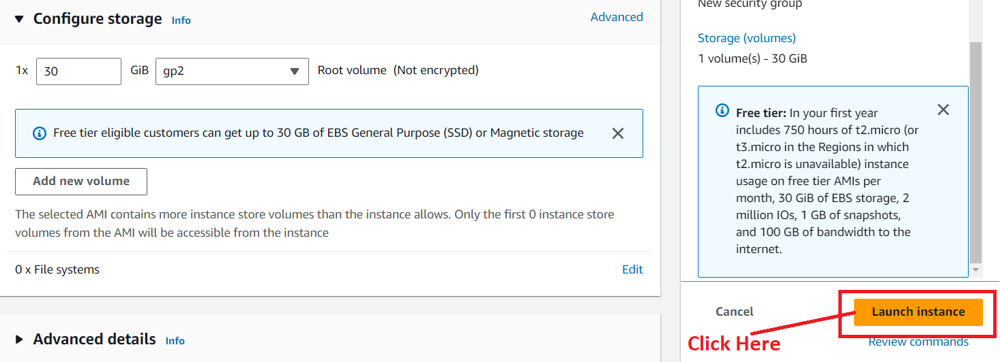 Configure storage Info
Advanced
1x 30 GiB gp2 Root volume (Not encrypted)
Free tier eligible customers can get up to 30 GB of EBS General Purpose (SSD) or Magnetic storage
Add new volume
The selected AMI contains more instance store volumes than the instance allows. Only the first 0 instance store
volumes from the AMI will be accessible from the instance
0 x File systems
Edit
Advanced details Info
New security group
Storage (volumes)
1 volume(s) - 30 GiB
Free tier: In your first year
includes 750 hours of t2.micro (or
t3.micro in the Regions in which
t2.micro is unavailable) instance
usage on free tier AMIs per
month, 30 GiB of EBS storage, 2
million IOs, 1 GB of snapshots,
and 100 GB of bandwidth to the
internet.
Cancel
Launch instance
Click Here
Review commands